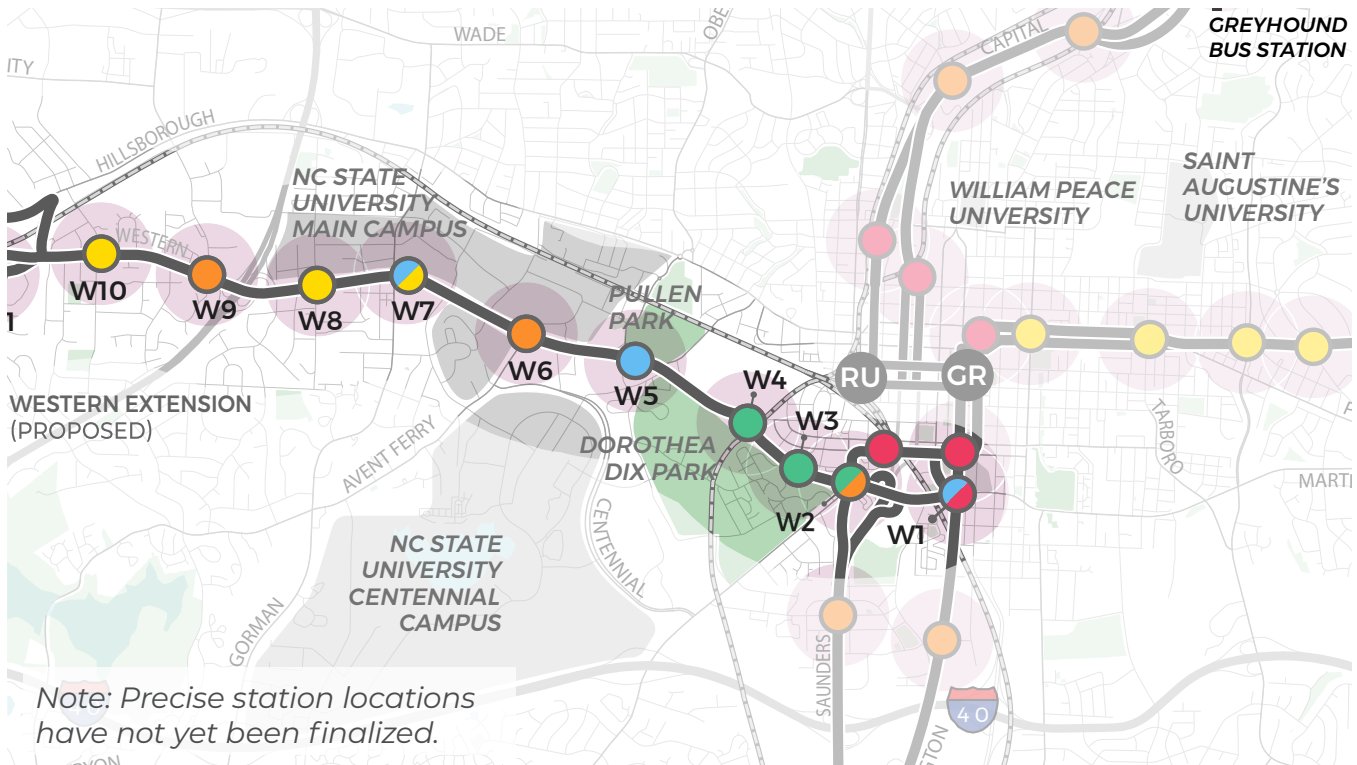 GREYHOUND
BUS STATION
WADE
CAPITAL
ITY
HILLSBOROUGH
NC STATE
UNIVERSITY
MAIN CAMPUS
WILLIAM PEACE
UNIVERSITY
SAINT
AUGUSTINE'S
UNIVERSITY
WESTERN
W10
W9
W8
W7
W6
W5
W4
W3
W2
W1
1
PULLEN
PARK
RU
GR
WESTERN EXTENSION
(PROPOSED)
AVENT FERRY
DOROTHEA
DIX PARK
TARBORO
MARTI
CENTENNIAL
NC STATE
UNIVERSITY
CENTENNIAL
CAMPUS
GORMAN
SAUNDERS
40
Note: Precise station locations
have not yet been finalized.